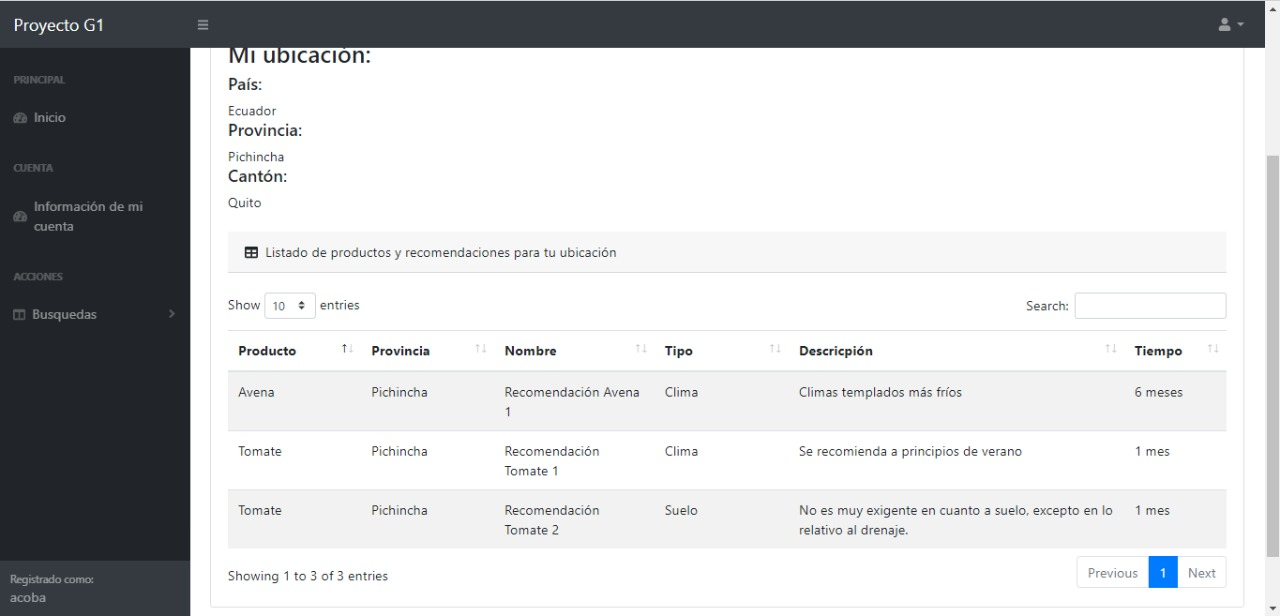 Proyecto G1
PRINCIPAL
Inicio
CUENTA
Información de mi
cuenta
ACCIONES
Busquedas
Registrado como:
acoba
Mi ubicación:
País:
Ecuador
Provincia:
Pichincha
Cantón:
Quito
Listado de productos y recomendaciones para tu ubicación
Show 10 entries Search:
Producto Provincia Nombre Tipo Descricpión Tiempo
Avena Pichincha Recomendación Avena Clima Climas templados más fríos 6 meses
1
Tomate Pichincha Recomendación Clima Se recomienda a principios de verano 1 mes
Tomate 1
Tomate Pichincha Recomendación Suelo No es muy exigente en cuanto a suelo, excepto en lo 1 mes
Tomate 2 relativo al drenaje.
Showing 1 to 3 of 3 entries Previous 1 Next